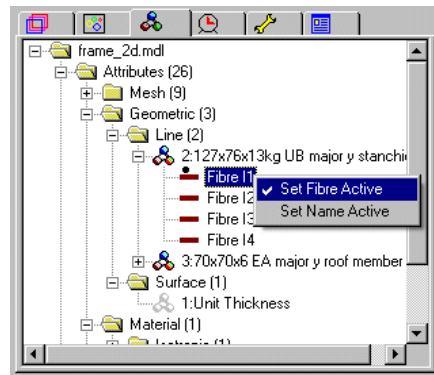 frame_2d.mdl
Attributes (26)
Mesh (9)
Geometric (3)
Line (2)
2:127x76x13kg UB major y stanchi
Fibre I1
Set Fibre Active
Fibre I2
Set Name Active
Fibre I3
Fibre I4
3:70x70x6 EA major y roof member
Surface (1)
1:Unit Thickness
Material (1)